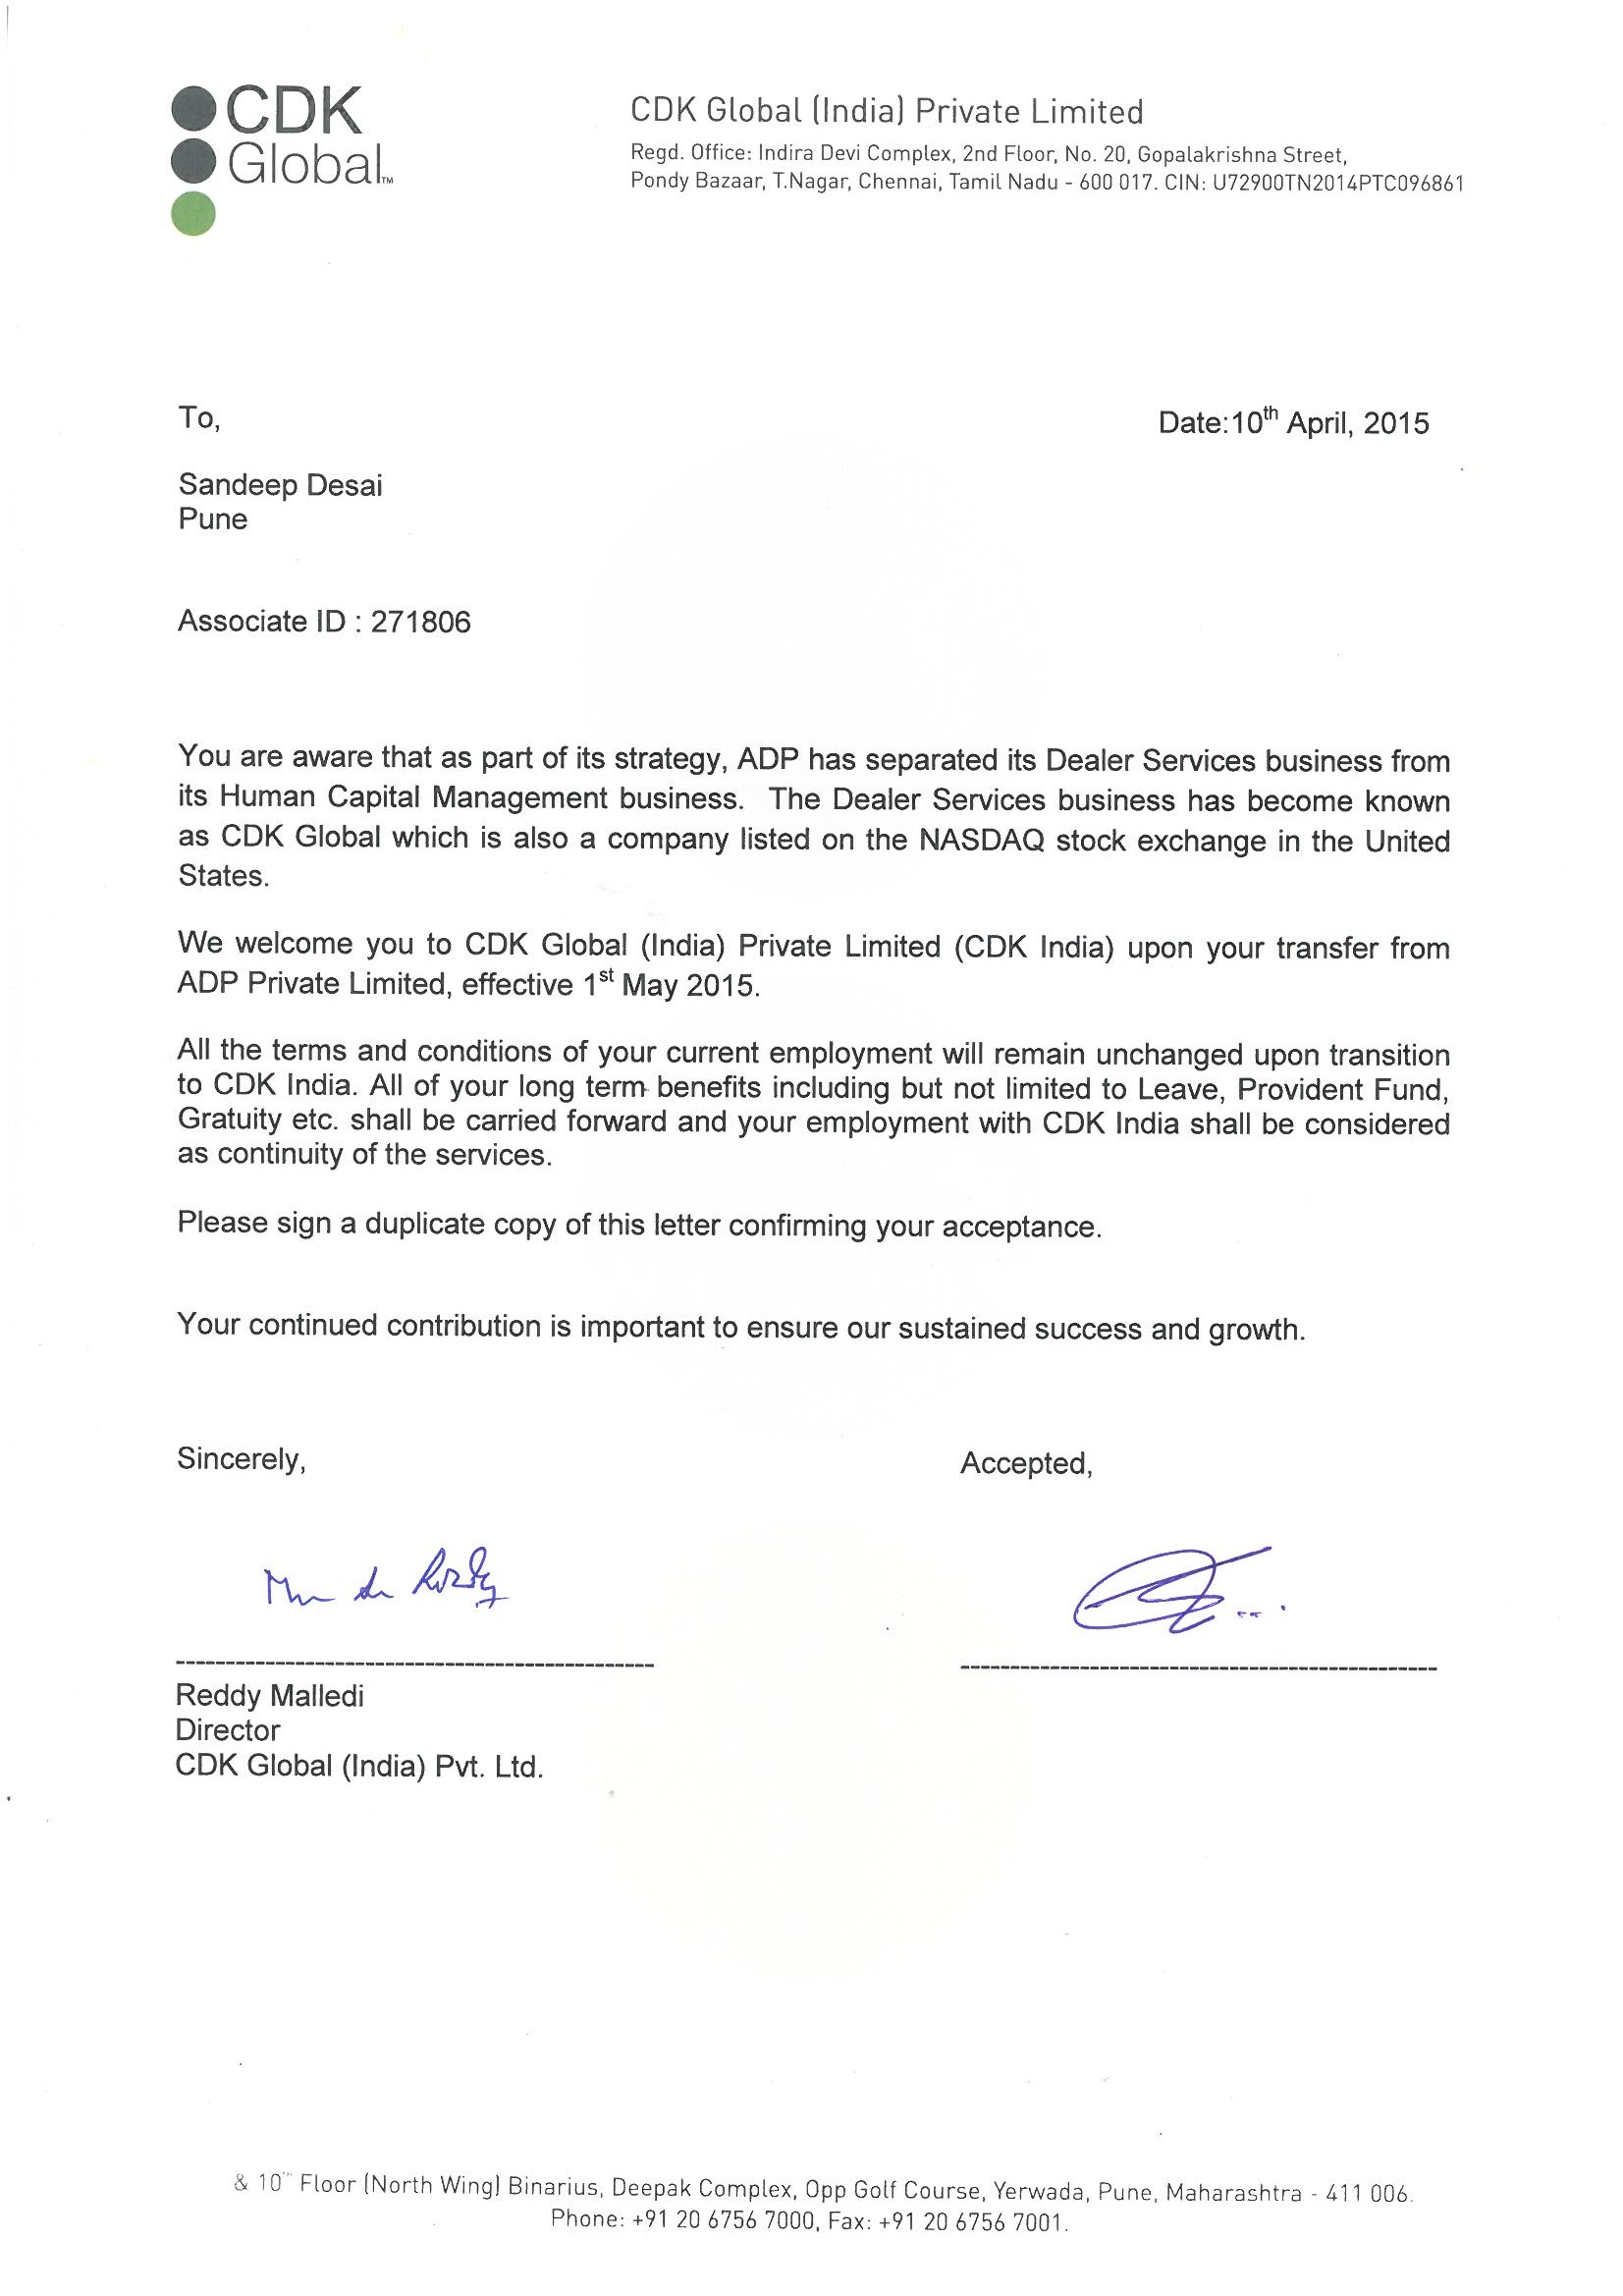 CDK
Global™
CDK Global (India) Private Limited
Regd. Office: Indira Devi Complex, 2nd Floor, No. 20, Gopalakrishna Street,
Pondy Bazaar, T.Nagar, Chennai, Tamil Nadu - 600 017. CIN: U72900TN2014PTC096861
To,
Date:10th April, 2015
Sandeep Desai
Pune
Associate ID : 271806
You are aware that as part of its strategy, ADP has separated its Dealer Services business from
its Human Capital Management business. The Dealer Services business has become known
as CDK Global which is also a company listed on the NASDAQ stock exchange in the United
States.
We welcome you to CDK Global (India) Private Limited (CDK India) upon your transfer from
ADP Private Limited, effective 1st May 2015.
All the terms and conditions of your current employment will remain unchanged upon transition
to CDK India. All of your long term benefits including but not limited to Leave, Provident Fund,
Gratuity etc. shall be carried forward and your employment with CDK India shall be considered
as continuity of the services.
Please sign a duplicate copy of this letter confirming your acceptance.
Your continued contribution is important to ensure our sustained success and growth.
Sincerely,
Accepted,
Reddy Malledi
Director
CDK Global (India) Pvt. Ltd.
& 10th Floor (North Wing) Binarius, Deepak Complex, Opp Golf Course, Yerwada, Pune, Maharashtra - 411 006.
Phone: +91 20 6756 7000, Fax: +91 20 6756 7001.